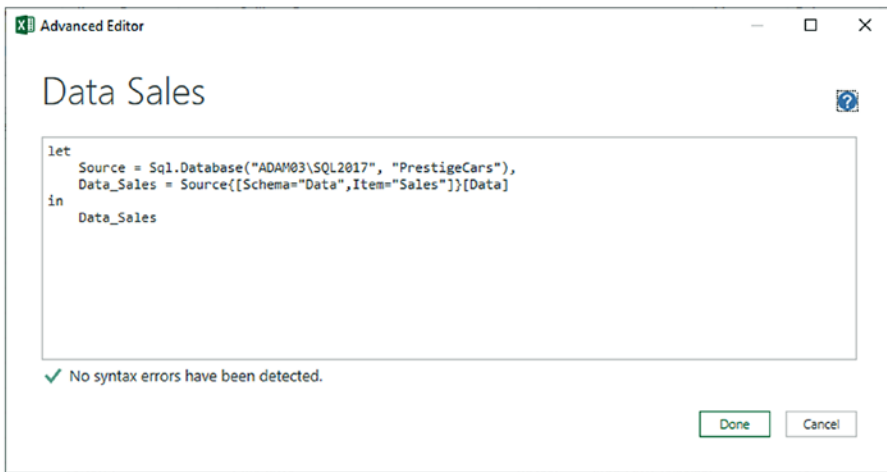 Advanced Editor
Data Sales
let
    Source = Sql.Database("ADAM03\SQL2017", "PrestigeCars"),
    Data_Sales = Source{[Schema="Data",Item="Sales"]}[Data]
in
    Data_Sales
No syntax errors have been detected.
Done Cancel